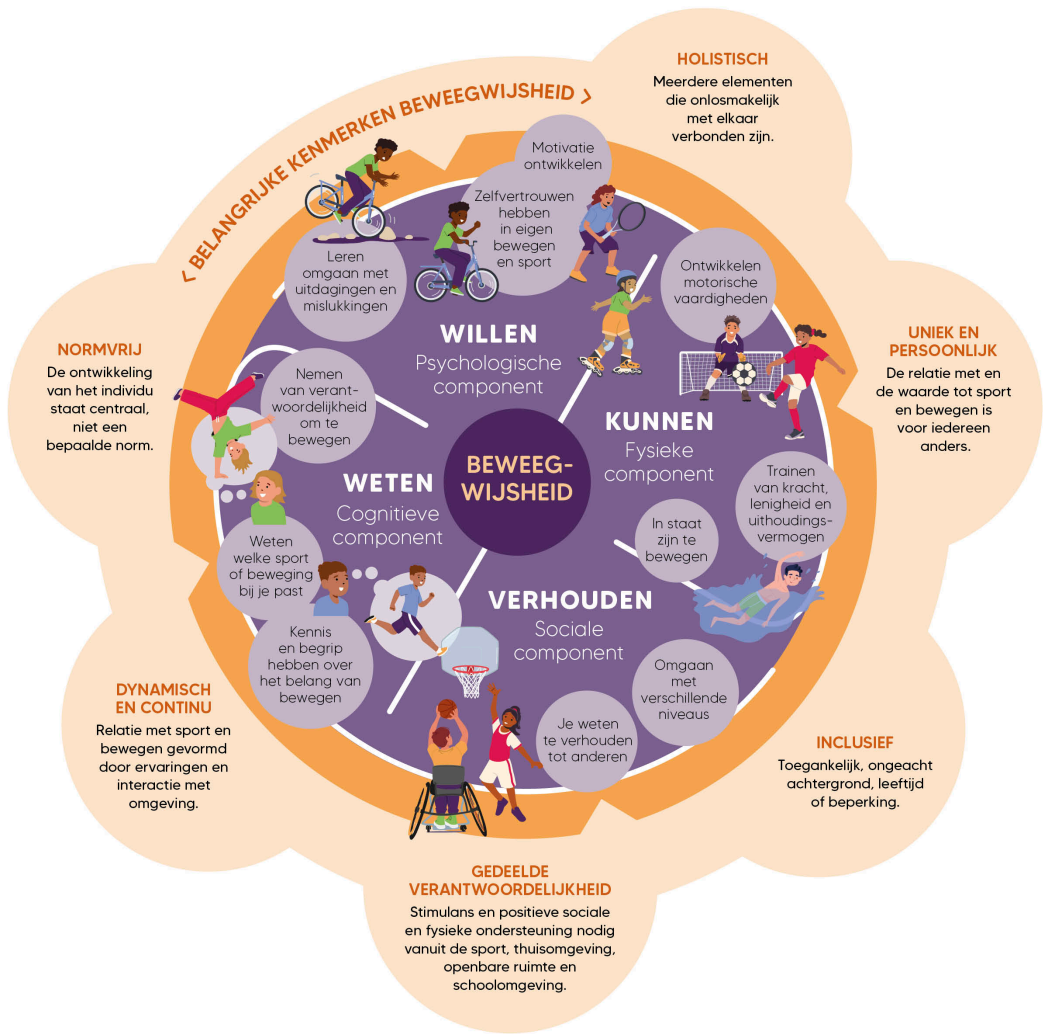 < BELANGRIJKE KENMERKEN BEWEEGWIJSHEID >
HOLISTISCH
Meerdere elementen
die onlosmakelijk
met elkaar
verbonden zijn.
UNIEK EN
PERSOONLIJK
De relatie met en
de waarde tot sport
en bewegen is
voor iedereen
anders.
INCLUSIEF
Toegankelijk, ongeacht
achtergrond, leeftijd
of beperking.
GEDEELDE
VERANTWOORDELIJKHEID
Stimulans en positieve sociale
en fysieke ondersteuning nodig
vanuit de sport, thuisomgeving,
openbare ruimte en
schoolomgeving.
DYNAMISCH
EN CONTINU
Relatie met sport en
bewegen gevormd
door ervaringen en
interactie met
omgeving.
NORMVRIJ
De ontwikkeling
van het individu
staat centraal,
niet een
bepaalde norm.
BEWEEG-
WIJSHEID
WILLEN
Psychologische
component
Leren
omgaan met
uitdagingen en
mislukkingen
Zelfvertrouwen
hebben
in eigen
bewegen
en sport
Motivatie
ontwikkelen
KUNNEN
Fysieke
component
Ontwikkelen
motorische
vaardigheden
Trainen
van kracht,
lenigheid en
uithoudings-
vermogen
In staat
zijn te
bewegen
VERHOUDEN
Sociale
component
Omgaan
met
verschillende
niveaus
Je weten
te verhouden
tot anderen
WETEN
Cognitieve
component
Nemen
van verant-
woordelijkheid
om te
bewegen
Weten
welke sport
of beweging
bij je past
Kennis
en begrip
hebben over
het belang van
bewegen